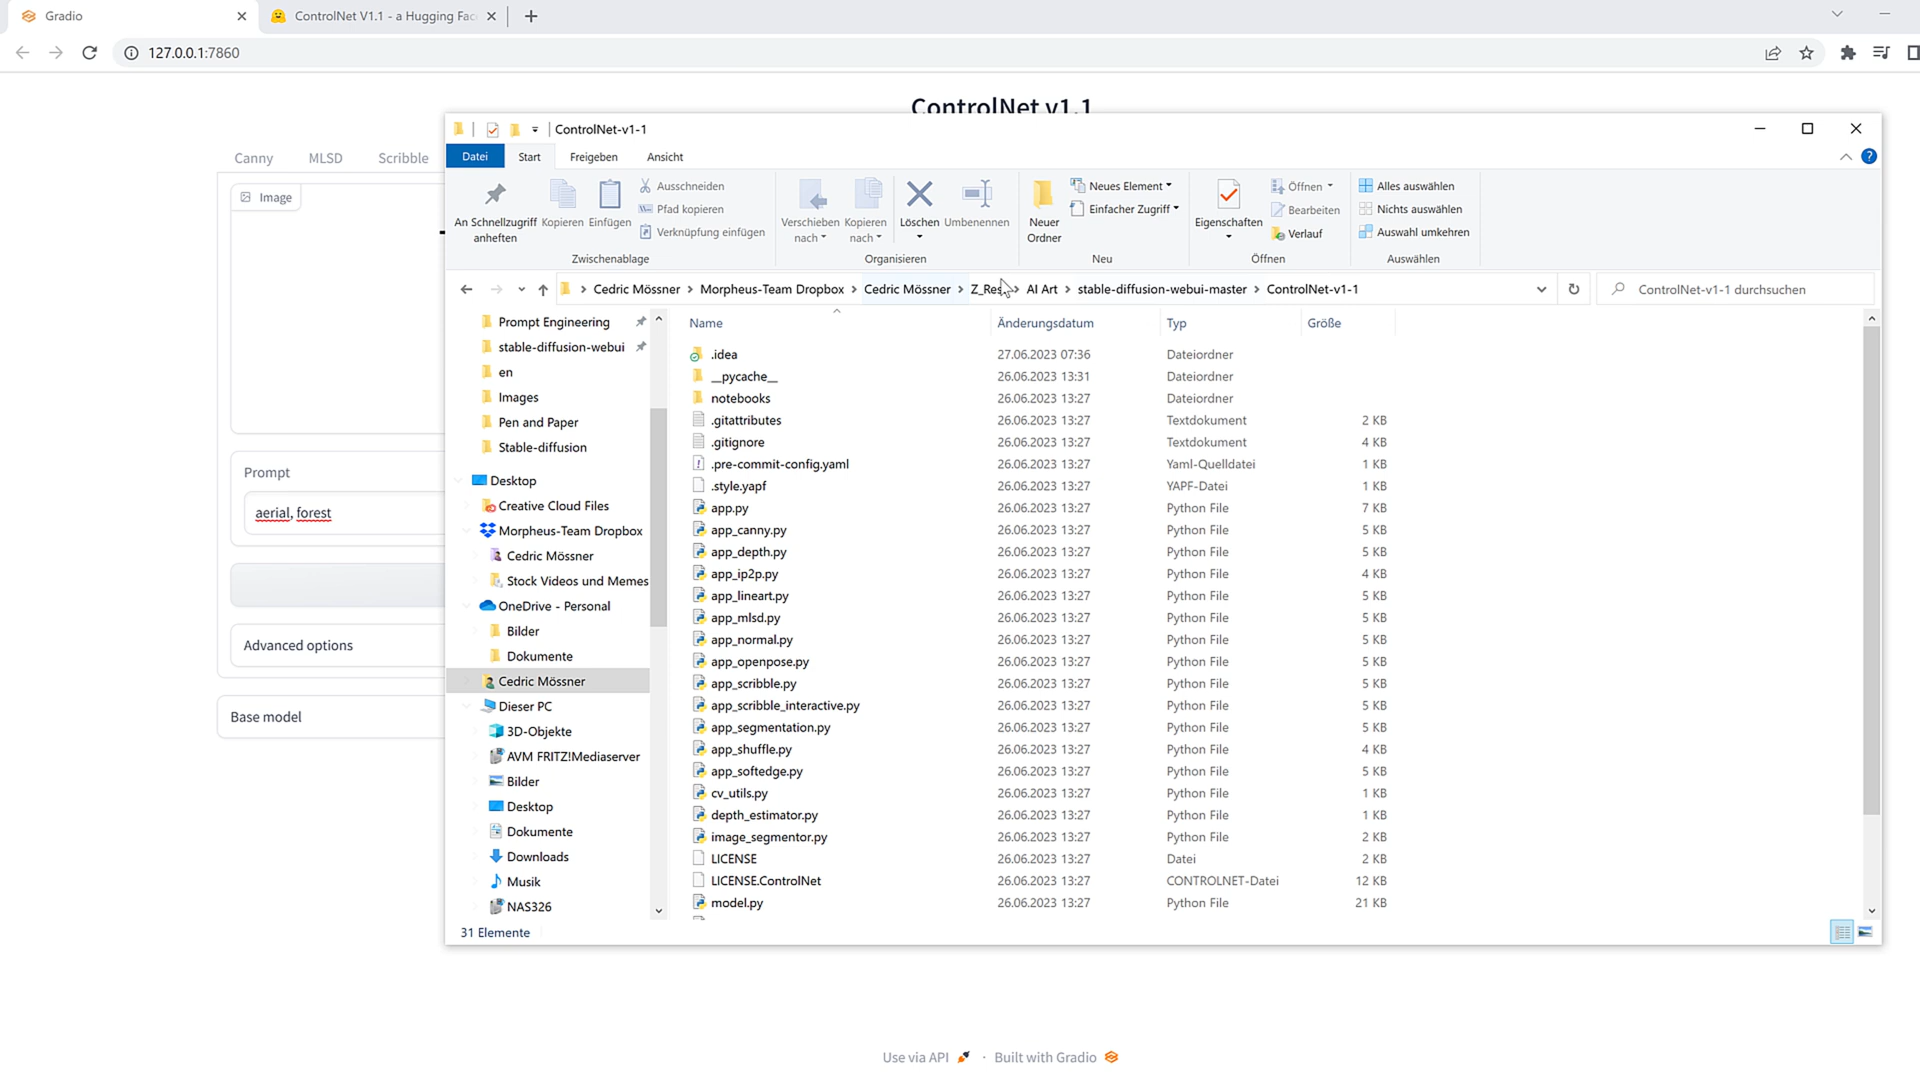 Gradio
ControlNet V1.1 - a Hugging Fac
127.0.0.1:7860
ControlNet v1.1
Canny MLSD Scribble
Image
Prompt
aerial, forest
Advanced options
Base model
ControlNet-v1-1
Datei Start Freigeben Ansicht
An Schnellzugriff anheften
Kopieren
Einfügen
Ausschneiden
Pfad kopieren
Verknüpfung einfügen
Zwischenablage
Verschieben nach
Kopieren nach
Löschen
Umbenennen
Organisieren
Neuer Ordner
Neues Element
Einfacher Zugriff
Neu
Eigenschaften
Öffnen
Bearbeiten
Verlauf
Öffnen
Alles auswählen
Nichts auswählen
Auswahl umkehren
Auswählen
Cedric Mössner > Morpheus-Team Dropbox > Cedric Mössner > Z_Res > AI Art > stable-diffusion-webui-master > ControlNet-v1-1
ControlNet-v1-1 durchsuchen
Prompt Engineering
stable-diffusion-webui
en
Images
Pen and Paper
Stable-diffusion
Desktop
Creative Cloud Files
Morpheus-Team Dropbox
Cedric Mössner
Stock Videos und Memes
OneDrive - Personal
Bilder
Dokumente
Cedric Mössner
Dieser PC
3D-Objekte
AVM FRITZ!Mediaserver
Bilder
Desktop
Dokumente
Downloads
Musik
NAS326
Name Änderungsdatum Typ Größe
.idea 27.06.2023 07:36 Dateiordner
__pycache__ 26.06.2023 13:31 Dateiordner
notebooks 26.06.2023 13:27 Dateiordner
.gitattributes 26.06.2023 13:27 Textdokument 2 KB
.gitignore 26.06.2023 13:27 Textdokument 4 KB
.pre-commit-config.yaml 26.06.2023 13:27 Yaml-Quelldatei 1 KB
.style.yapf 26.06.2023 13:27 YAPF-Datei 1 KB
app.py 26.06.2023 13:27 Python File 7 KB
app_canny.py 26.06.2023 13:27 Python File 5 KB
app_depth.py 26.06.2023 13:27 Python File 5 KB
app_ip2p.py 26.06.2023 13:27 Python File 4 KB
app_lineart.py 26.06.2023 13:27 Python File 5 KB
app_mlsd.py 26.06.2023 13:27 Python File 5 KB
app_normal.py 26.06.2023 13:27 Python File 5 KB
app_openpose.py 26.06.2023 13:27 Python File 5 KB
app_scribble.py 26.06.2023 13:27 Python File 5 KB
app_scribble_interactive.py 26.06.2023 13:27 Python File 5 KB
app_segmentation.py 26.06.2023 13:27 Python File 5 KB
app_shuffle.py 26.06.2023 13:27 Python File 4 KB
app_softedge.py 26.06.2023 13:27 Python File 5 KB
cv_utils.py 26.06.2023 13:27 Python File 1 KB
depth_estimator.py 26.06.2023 13:27 Python File 1 KB
image_segmentor.py 26.06.2023 13:27 Python File 2 KB
LICENSE 26.06.2023 13:27 Datei 2 KB
LICENSE.ControlNet 26.06.2023 13:27 CONTROLNET-Datei 12 KB
model.py 26.06.2023 13:27 Python File 21 KB
31 Elemente
Use via API · Built with Gradio